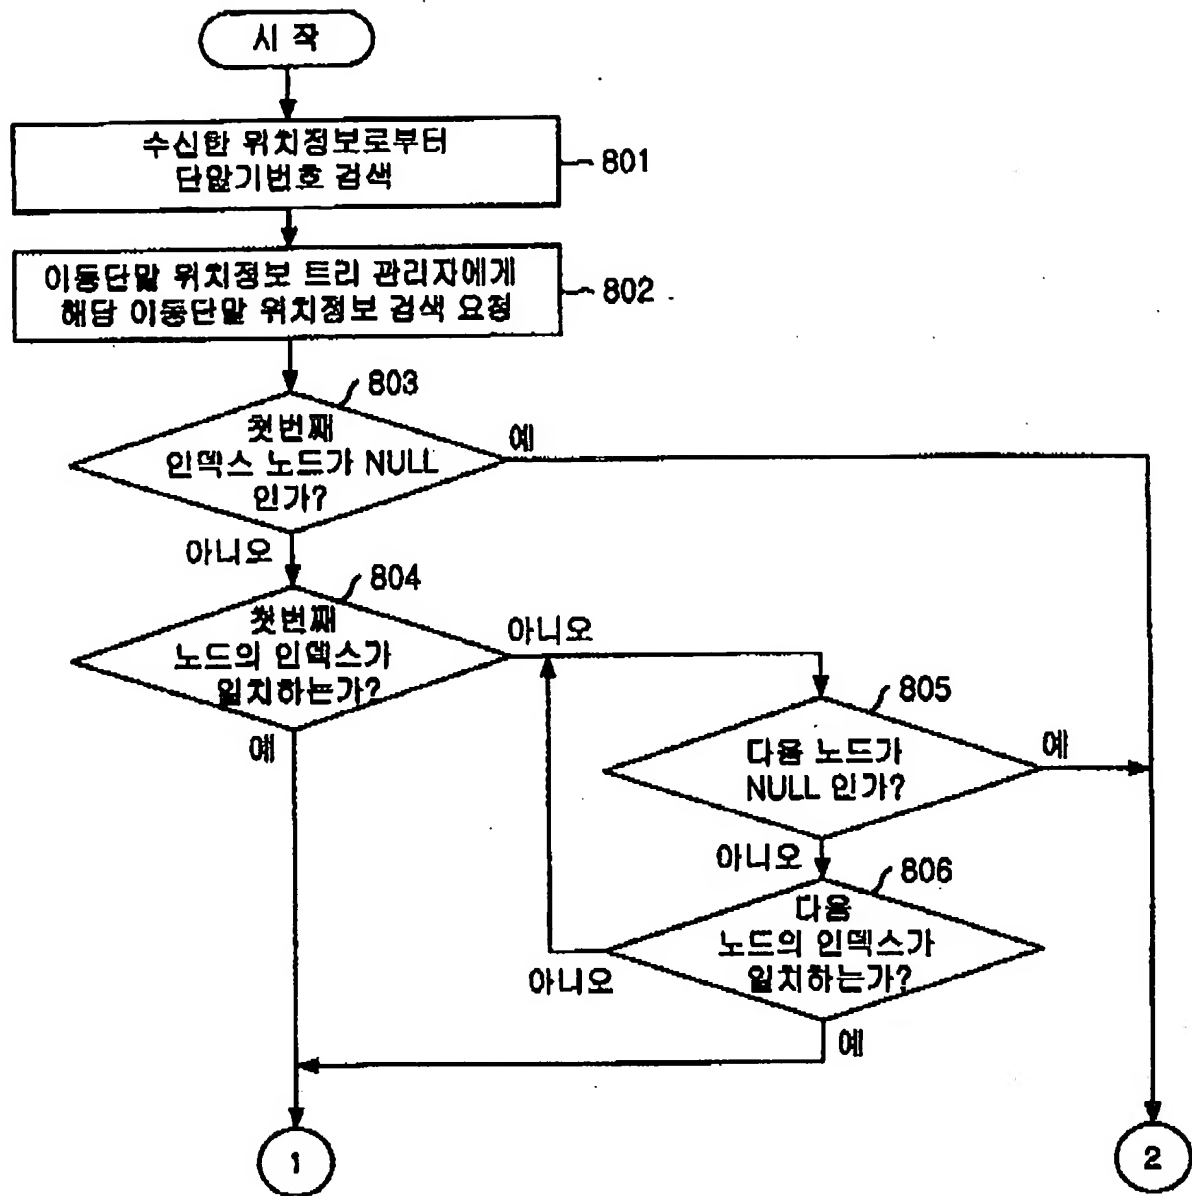 시 작
수신한 위치정보로부터
단말기번호 검색
801
이동단말 위치정보 트리 관리자에게
해당 이동단말 위치정보 검색 요청
802
803
첫번째
인덱스 노드가 NULL
인가?
예
아니오
804
첫번째
노드의 인덱스가
일치하는가?
아니오
예
805
다음 노드가
NULL 인가?
예
아니오
806
다음
노드의 인덱스가
일치하는가?
아니오
예
1
2